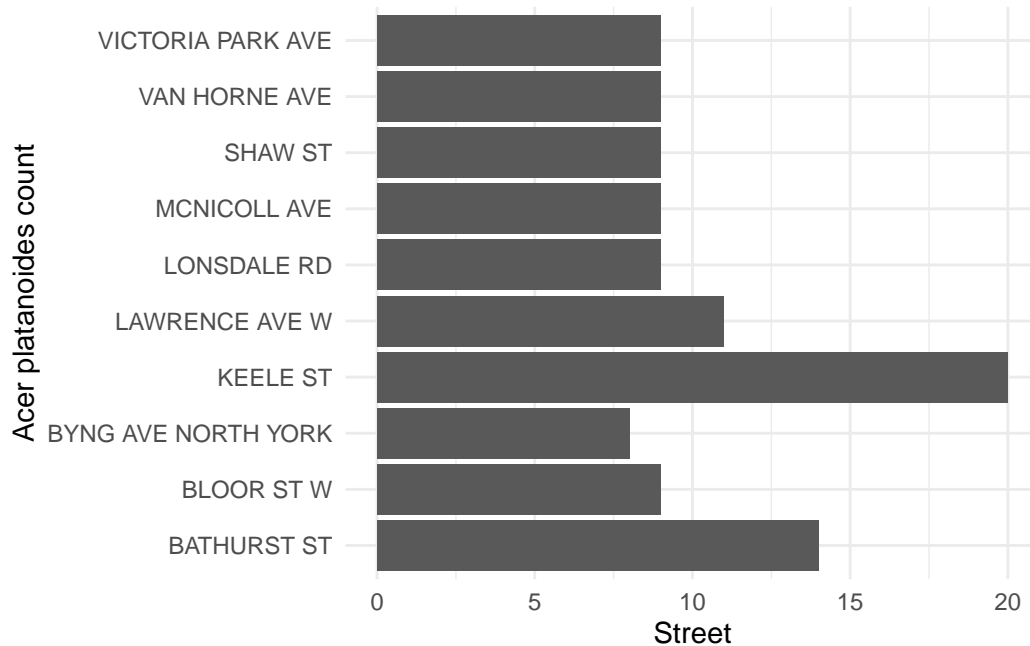 Acer platanoides count
VICTORIA PARK AVE
VAN HORNE AVE
SHAW ST
MCNICOLL AVE
LONSDALE RD
LAWRENCE AVE W
KEELE ST
BYNG AVE NORTH YORK
BLOOR ST W
BATHURST ST
0 5 10 15 20
Street